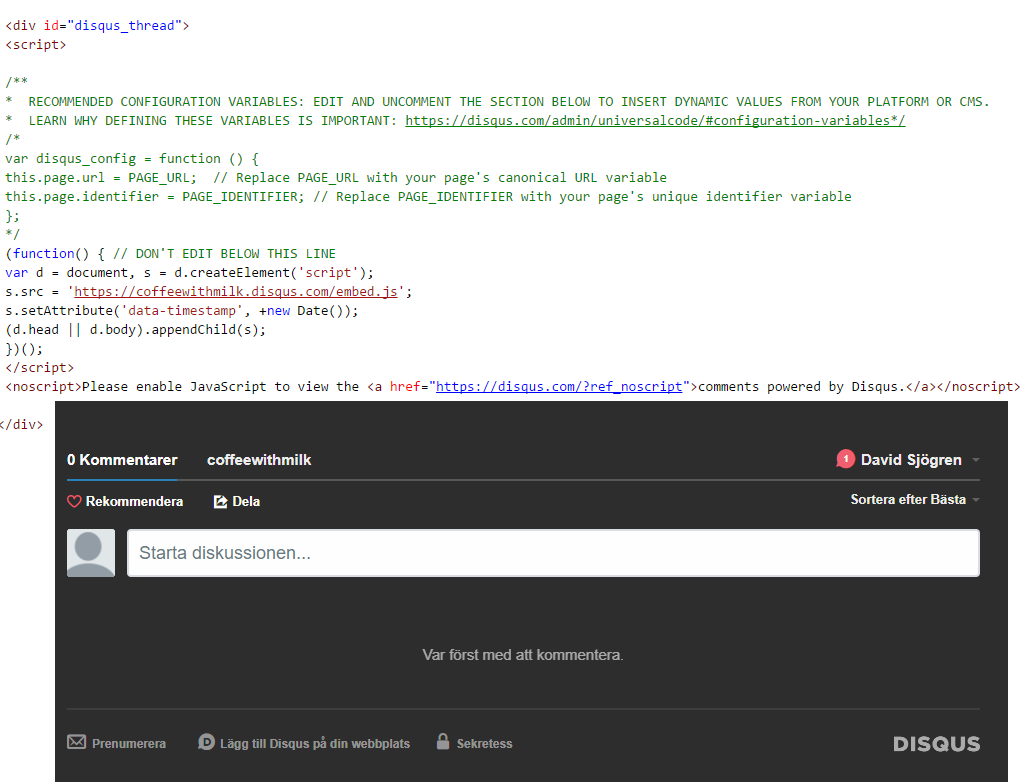 <div id="disqus_thread">
<script>
/**
*  RECOMMENDED CONFIGURATION VARIABLES: EDIT AND UNCOMMENT THE SECTION BELOW TO INSERT DYNAMIC VALUES FROM YOUR PLATFORM OR CMS.
*  LEARN WHY DEFINING THESE VARIABLES IS IMPORTANT: https://disqus.com/admin/universalcode/#configuration-variables*/
/*
var disqus_config = function () {
this.page.url = PAGE_URL;  // Replace PAGE_URL with your page's canonical URL variable
this.page.identifier = PAGE_IDENTIFIER; // Replace PAGE_IDENTIFIER with your page's unique identifier variable
};
*/
(function() { // DON'T EDIT BELOW THIS LINE
var d = document, s = d.createElement('script');
s.src = 'https://coffeewithmilk.disqus.com/embed.js';
s.setAttribute('data-timestamp', +new Date());
(d.head || d.body).appendChild(s);
})();
</script>
<noscript>Please enable JavaScript to view the <a href="https://disqus.com/?ref_noscript">comments powered by Disqus.</a></noscript>
</div>
0 Kommentarer coffeewithmilk 1 David Sjögren
Rekommendera Dela Sortera efter Bästa
Starta diskussionen...
Var först med att kommentera.
Prenumerera D Lägg till Disqus på din webbplats Sekretess DISQUS